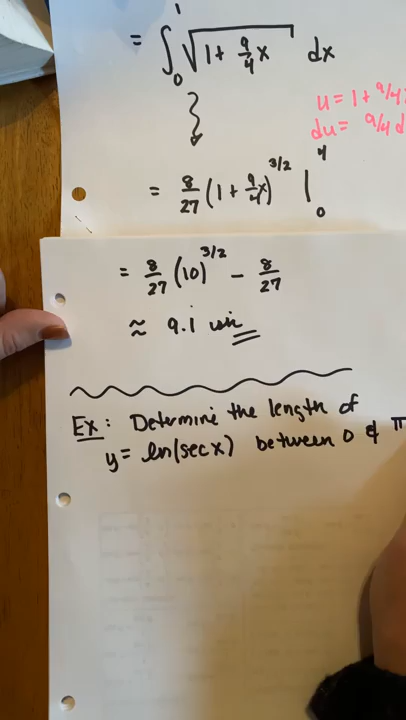 = ∫₀¹ √(1 + 9/4 x) dx
u = 1 + 9/4
du = 9/4 d
= 8/27 (1 + 9/4 x)^3/2 |₀⁴
= 8/27 (10)^3/2 - 8/27
≈ 9.1
Ex: Determine the length of
y = ln(sec x) between 0 & π